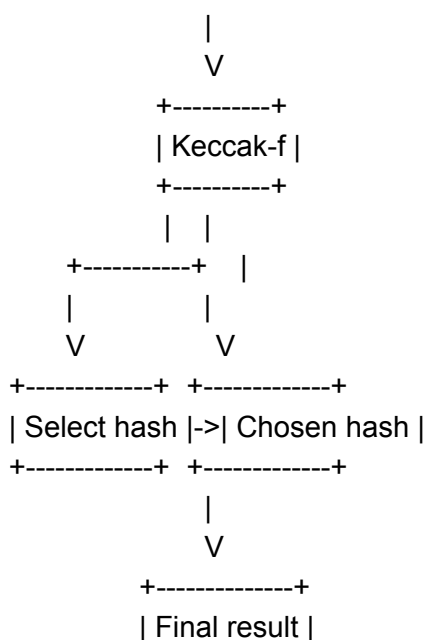 |
V
+----------+
| Keccak-f |
+----------+
| |
+-----------+ |
| |
V V
+-------------+ +-------------+
| Select hash |->| Chosen hash |
+-------------+ +-------------+
|
V
+--------------+
| Final result |